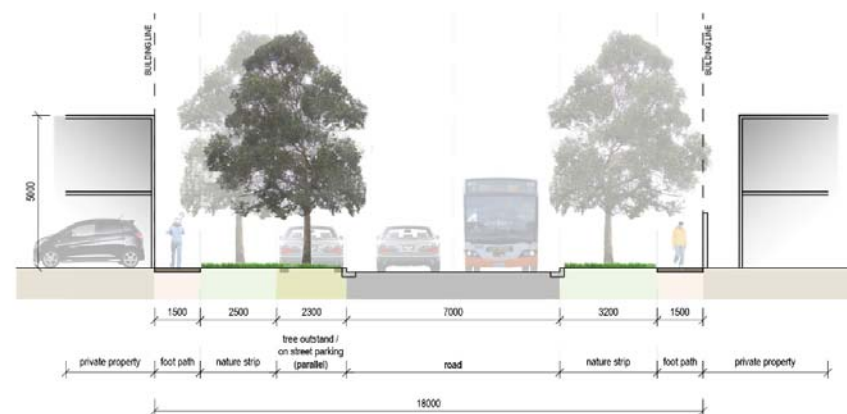 BUILDING LINE
BUILDING LINE
5000
1500
2500
2300
7000
3200
1500
private property
foot path
nature strip
tree outstand /
on street parking
(parallel)
road
nature strip
foot path
private property
18000